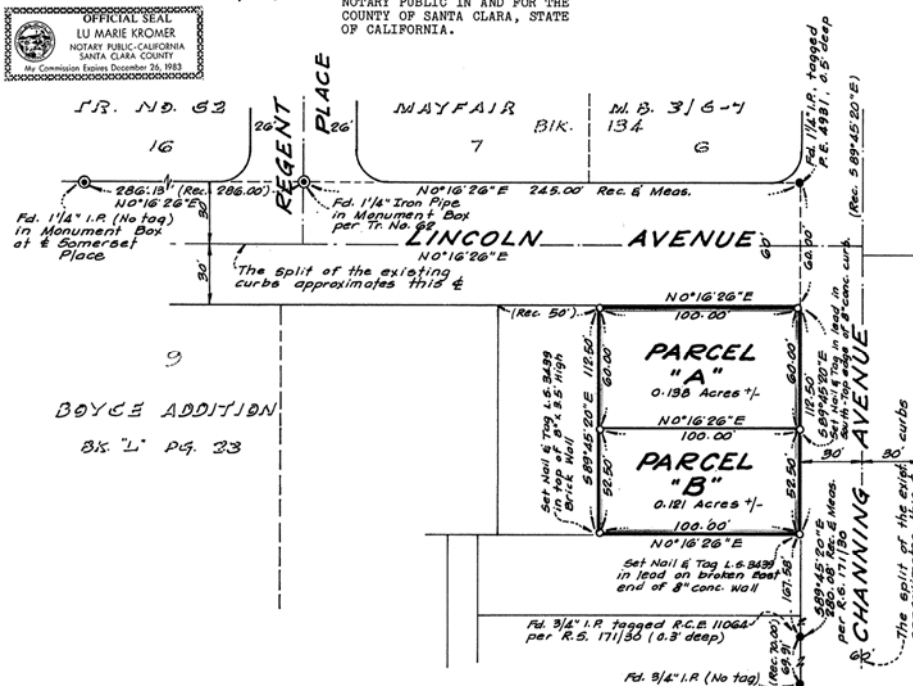 NOTARY PUBLIC IN AND FOR THE
COUNTY OF SANTA CLARA, STATE
OF CALIFORNIA.
OFFICIAL SEAL
LU MARIE KROMER
NOTARY PUBLIC-CALIFORNIA
SANTA CLARA COUNTY
My Commission Expires December 26, 1983
TR. NO. 62
16
26'
REGENT
PLACE
26'
MAYFAIR
7
Blk.
M.B. 3/6-7
134
6
Fd. 1¼" I.P. tagged
P.E. 4931, 0.5' deep
(Rec. S 89°45'20"E)
286.13' (Rec. 286.00')
N0°16'26"E
Fd. 1¼" I.P. (No tag)
in Monument Box
at ℄ Somerset
Place
30'
30'
Fd. 1¼" Iron Pipe
in Monument Box
per Tr. No. 62
N0°16'26"E 245.00' Rec. & Meas.
LINCOLN AVENUE
N0°16'26"E
60'
60.00'
The split of the existing
curbs approximates this ℄
9
BOYCE ADDITION
BK. "L" PG. 23
(Rec. 50')
N0°16'26"E
100.00'
PARCEL
"A"
0.138 Acres +/-
S89°45'20"E 112.50'
60.00'
60.00'
112.50'
S89°45'20"E
Set Nail & Tag in lead in
South-Top edge of 8" conc. curb.
N0°16'26"E
100.00'
PARCEL
"B"
0.121 Acres +/-
52.50'
52.50'
100.00'
N0°16'26"E
Set Nail & Tag L.S. 3439
in top of 8" x 3.5' High
Brick Wall
Set Nail & Tag L.S. 3439
in lead on broken East
end of 8" conc. wall
30'
30'
CHANNING AVENUE
60'
The split of the exist. curbs
167.58'
S89°45'20"E
280.08' Rec. & Meas.
per R.S. 171/30
Fd. 3/4" I.P. tagged R.C.E. 11064
per R.S. 171/30 (0.3' deep)
(Rec. 70.00')
69.91'
Fd. 3/4" I.P. (No tag)